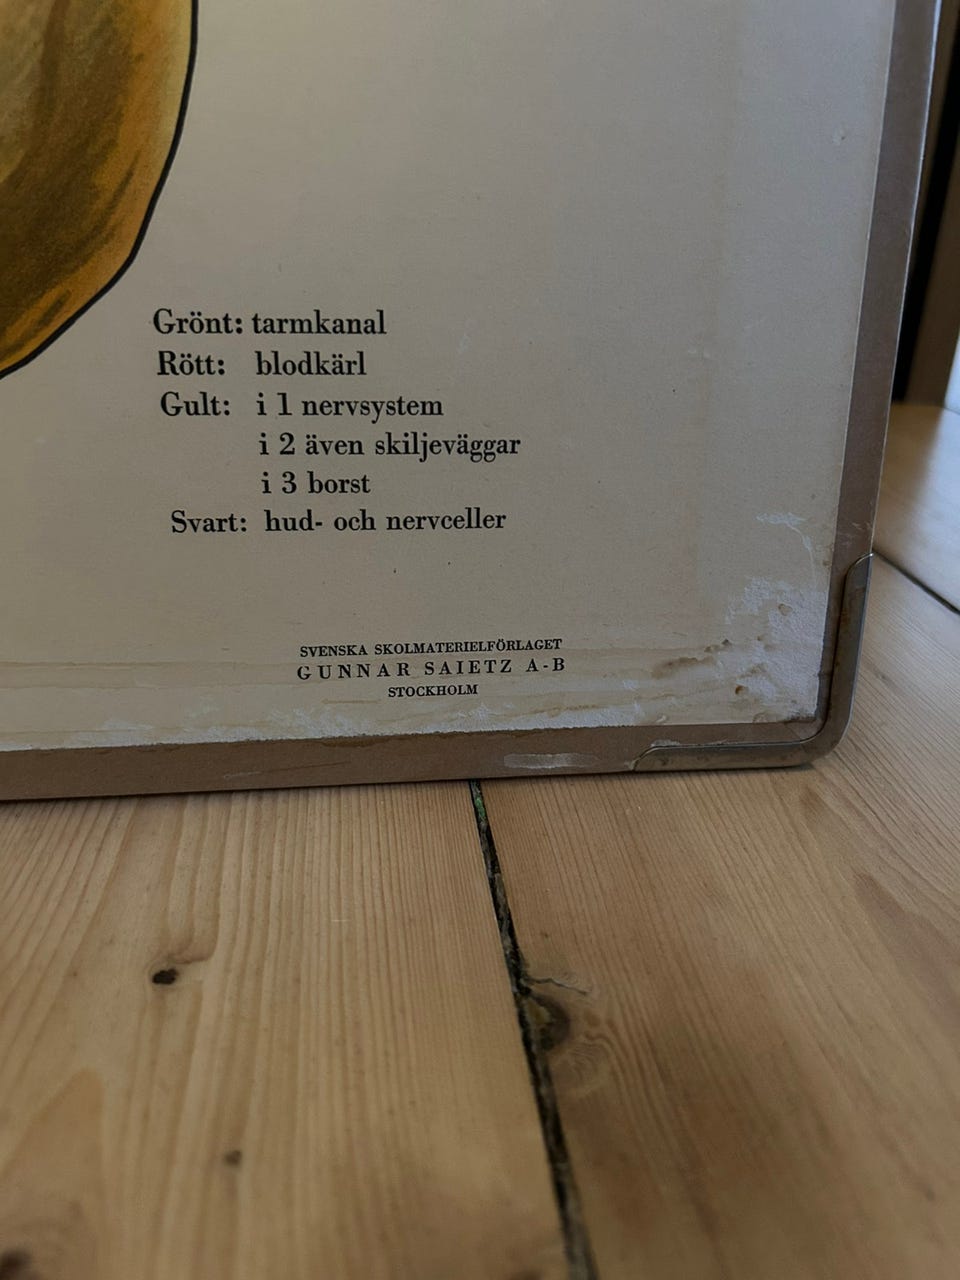 Grönt: tarmkanal
Rött: blodkärl
Gult: i 1 nervsystem
i 2 även skiljeväggar
i 3 borst
Svart: hud- och nervceller
SVENSKA SKOLMATERIELFÖRLAGET
GUNNAR SAIETZ A-B
STOCKHOLM